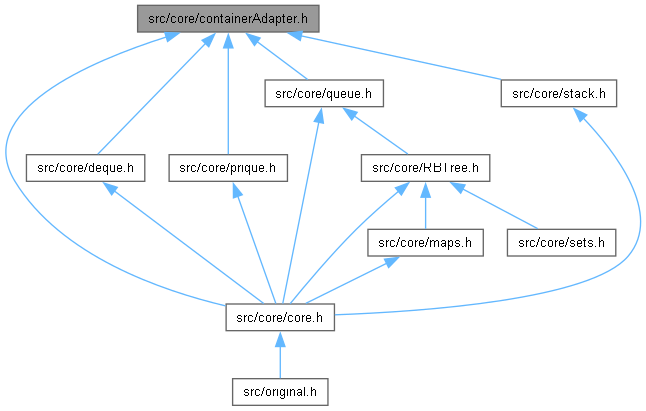 src/core/containerAdapter.h
src/core/queue.h
src/core/stack.h
src/core/deque.h
src/core/prique.h
src/core/RBTree.h
src/core/maps.h
src/core/sets.h
src/core/core.h
src/original.h